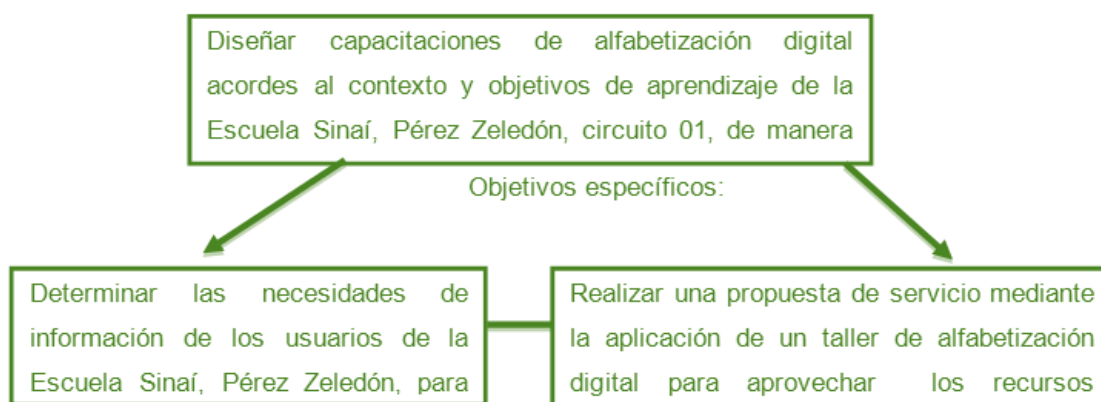 Diseñar capacitaciones de alfabetización digital
acordes al contexto y objetivos de aprendizaje de la
Escuela Sinaí, Pérez Zeledón, circuito 01, de manera
Objetivos específicos:
Determinar las necesidades de
información de los usuarios de la
Escuela Sinaí, Pérez Zeledón, para
Realizar una propuesta de servicio mediante
la aplicación de un taller de alfabetización
digital para aprovechar los recursos